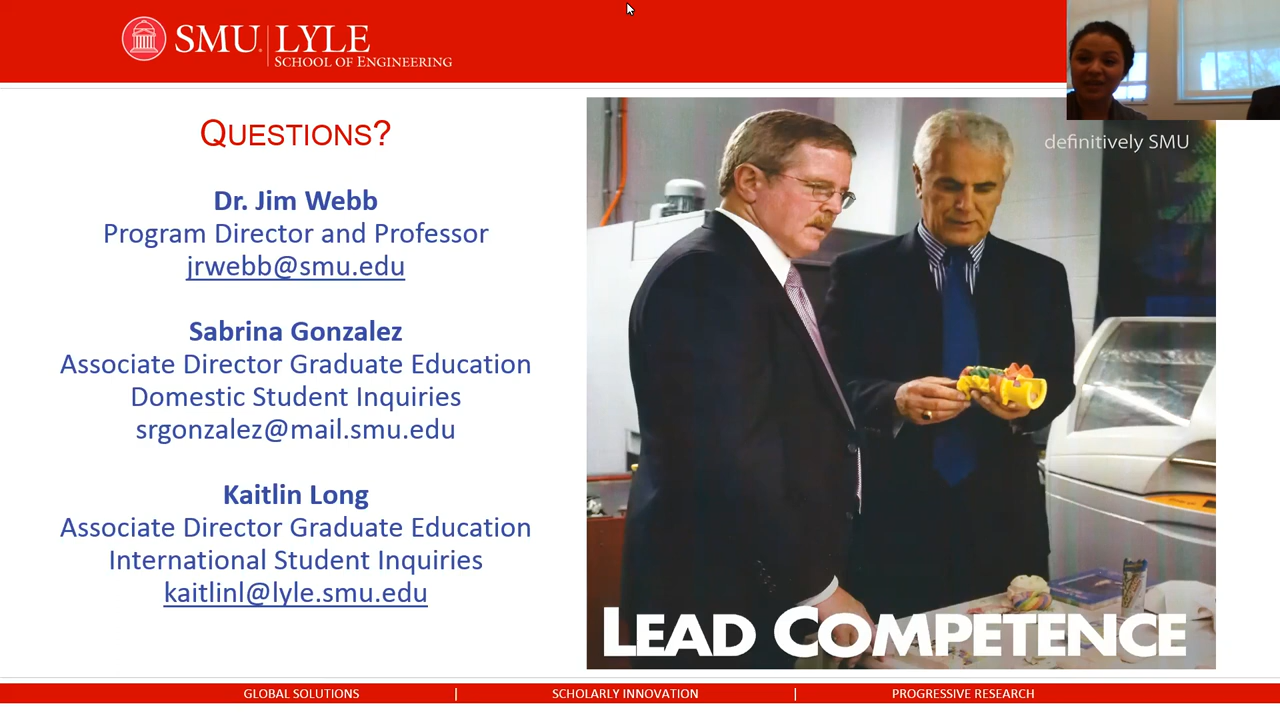 SMU LYLE
SCHOOL OF ENGINEERING
QUESTIONS?
Dr. Jim Webb
Program Director and Professor
jrwebb@smu.edu
Sabrina Gonzalez
Associate Director Graduate Education
Domestic Student Inquiries
srgonzalez@mail.smu.edu
Kaitlin Long
Associate Director Graduate Education
International Student Inquiries
kaitlinl@lyle.smu.edu
definitively SMU
LEAD COMPETENCE
GLOBAL SOLUTIONS | SCHOLARLY INNOVATION | PROGRESSIVE RESEARCH